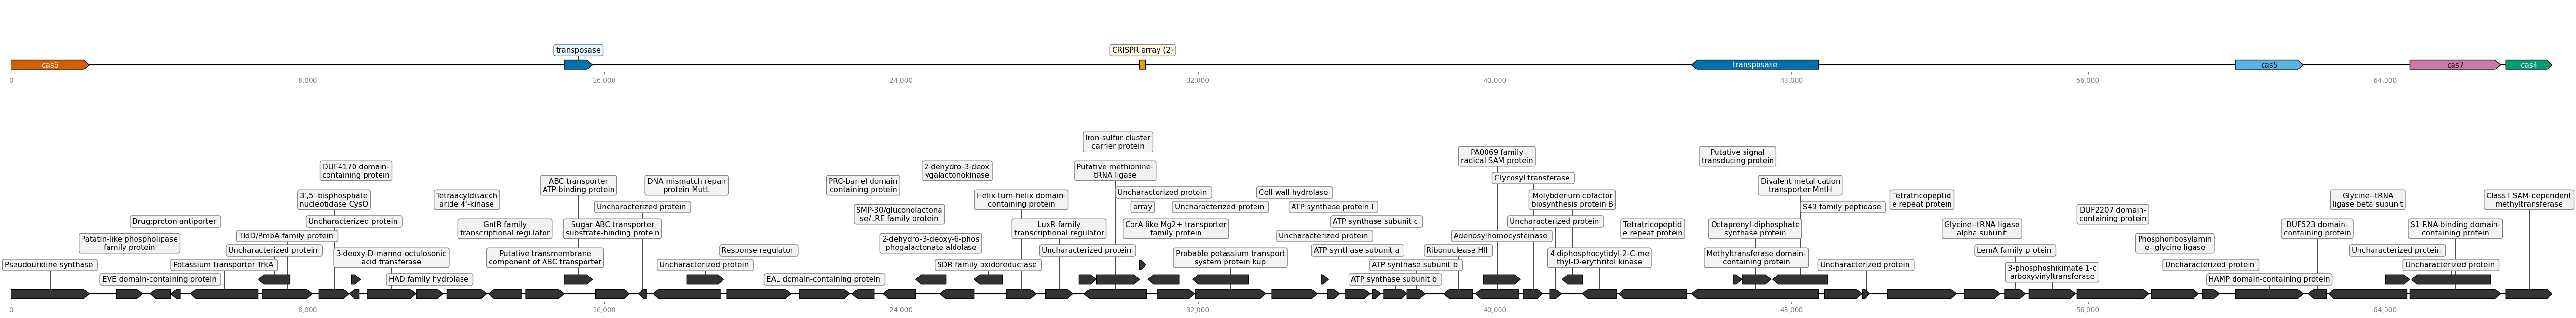 transposase
CRISPR array (2)
cas6
transposase
cas5
cas7
cas4
0
8,000
16,000
24,000
32,000
40,000
48,000
56,000
64,000
Iron-sulfur cluster
carrier protein
PA0069 family
radical SAM protein
Putative signal
transducing protein
DUF4170 domain-
containing protein
2-dehydro-3-deox
ygalactonokinase
Putative methionine-
tRNA ligase
Glycosyl transferase
ABC transporter
ATP-binding protein
DNA mismatch repair
protein MutL
PRC-barrel domain
containing protein
Divalent metal cation
transporter MntH
3',5'-bisphosphate
nucleotidase CysQ
Tetraacyldisacch
aride 4'-kinase
Helix-turn-helix domain-
containing protein
Uncharacterized protein
Cell wall hydrolase
Molybdenum cofactor
biosynthesis protein B
Tetratricopeptid
e repeat protein
Glycine--tRNA
ligase beta subunit
Class I SAM-dependent
methyltransferase
Uncharacterized protein
array
Uncharacterized protein
ATP synthase protein I
S49 family peptidase
SMP-30/gluconolactona
se/LRE family protein
DUF2207 domain-
containing protein
Drug:proton antiporter
Uncharacterized protein
GntR family
transcriptional regulator
Sugar ABC transporter
substrate-binding protein
LuxR family
transcriptional regulator
CorA-like Mg2+ transporter
family protein
ATP synthase subunit c
Uncharacterized protein
Tetratricopeptid
e repeat protein
Octaprenyl-diphosphate
synthase protein
Glycine--tRNA ligase
alpha subunit
DUF523 domain-
containing protein
S1 RNA-binding domain-
containing protein
TldD/PmbA family protein
Uncharacterized protein
Adenosylhomocysteinase
Patatin-like phospholipase
family protein
2-dehydro-3-deoxy-6-phos
phogalactonate aldolase
Phosphoribosylamin
e--glycine ligase
Uncharacterized protein
3-deoxy-D-manno-octulosonic
acid transferase
Putative transmembrane
component of ABC transporter
Response regulator
Uncharacterized protein
Probable potassium transport
system protein kup
ATP synthase subunit a
Ribonuclease HII
4-diphosphocytidyl-2-C-me
thyl-D-erythritol kinase
Methyltransferase domain-
containing protein
LemA family protein
Uncharacterized protein
Pseudouridine synthase
Potassium transporter TrkA
Uncharacterized protein
SDR family oxidoreductase
ATP synthase subunit b
Uncharacterized protein
3-phosphoshikimate 1-c
arboxyvinyltransferase
Uncharacterized protein
Uncharacterized protein
EVE domain-containing protein
HAD family hydrolase
EAL domain-containing protein
ATP synthase subunit b
HAMP domain-containing protein
0
8,000
16,000
24,000
32,000
40,000
48,000
56,000
64,000